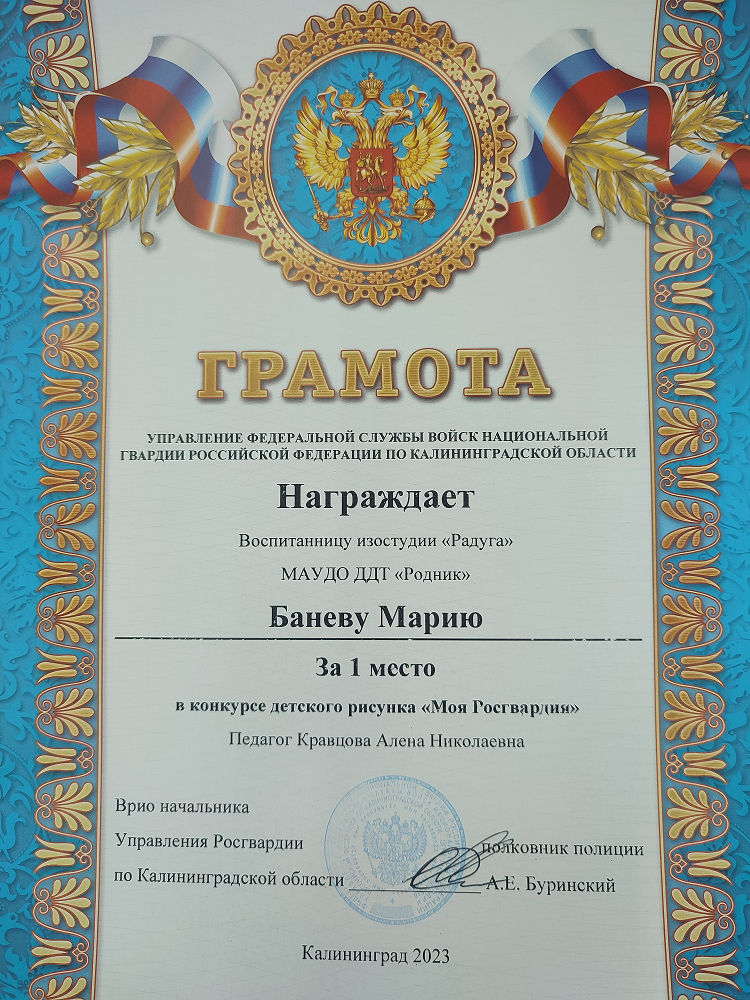 ГРАМОТА
УПРАВЛЕНИЕ ФЕДЕРАЛЬНОЙ СЛУЖБЫ ВОЙСК НАЦИОНАЛЬНОЙ
ГВАРДИИ РОССИЙСКОЙ ФЕДЕРАЦИИ ПО КАЛИНИНГРАДСКОЙ ОБЛАСТИ
Награждает
Воспитанницу изостудии «Радуга»
МАУДО ДДТ «Родник»
Баневу Марию
За 1 место
в конкурсе детского рисунка «Моя Росгвардия»
Педагог Кравцова Алена Николаевна
Врио начальника
Управления Росгвардии полковник полиции
по Калининградской области А.Е. Буринский
Калининград 2023